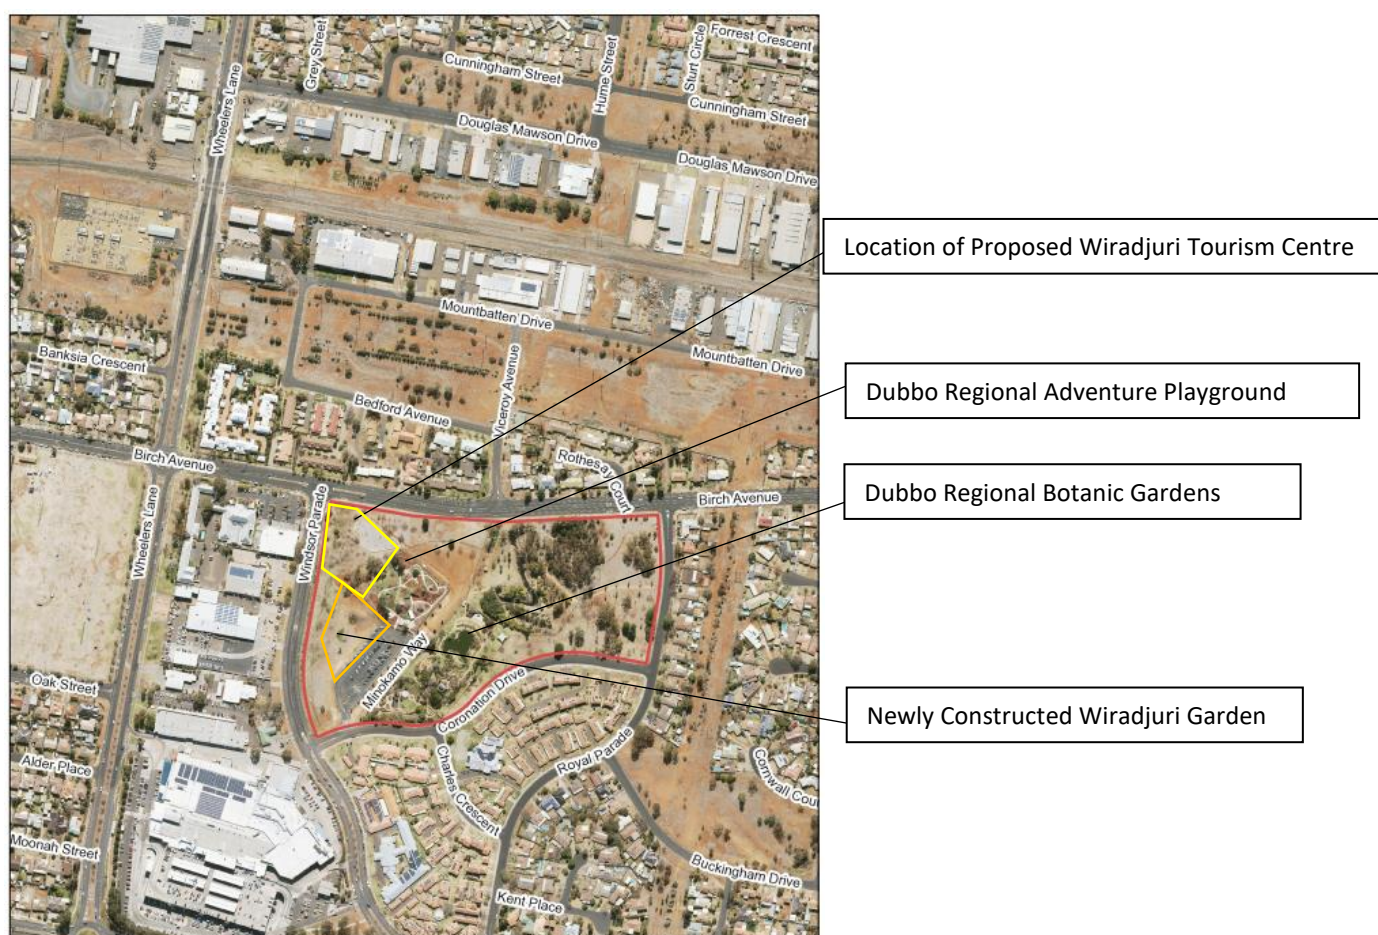 Forrest Crescent
Grey Street
Hume Street
Sturt Circle
Cunningham Street
Cunningham Street
Wheelers Lane
Douglas Mawson Drive
Douglas Mawson Drive
Location of Proposed Wiradjuri Tourism Centre
Mountbatten Drive
Mountbatten Drive
Banksia Crescent
Viceroy Avenue
Bedford Avenue
Dubbo Regional Adventure Playground
Birch Avenue
Rothesay Court
Birch Avenue
Dubbo Regional Botanic Gardens
Wheelers Lane
Windsor Parade
Minokamo Way
Oak Street
Coronation Drive
Newly Constructed Wiradjuri Garden
Alder Place
Charles Crescent
Royal Parade
Cornwall Cou
Moonah Street
Buckingham Drive
Kent Place